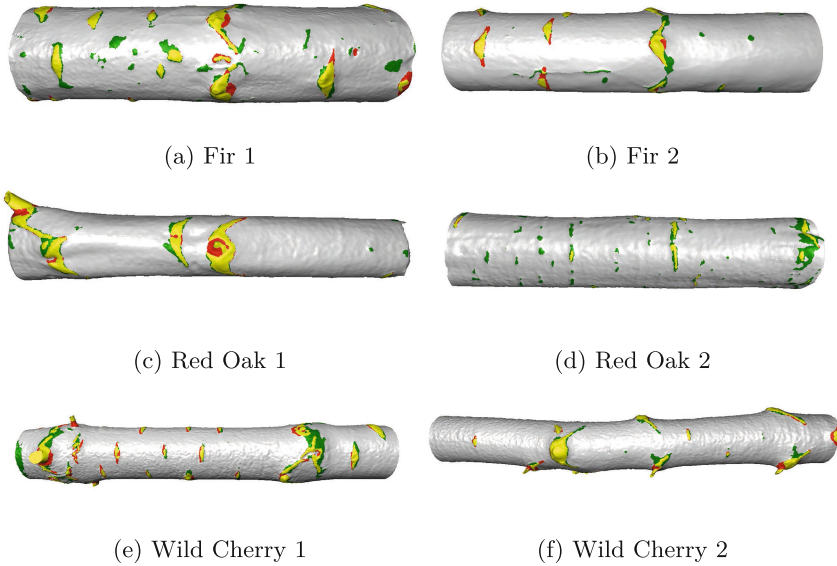 (a) Fir 1
(b) Fir 2
(c) Red Oak 1
(d) Red Oak 2
(e) Wild Cherry 1
(f) Wild Cherry 2